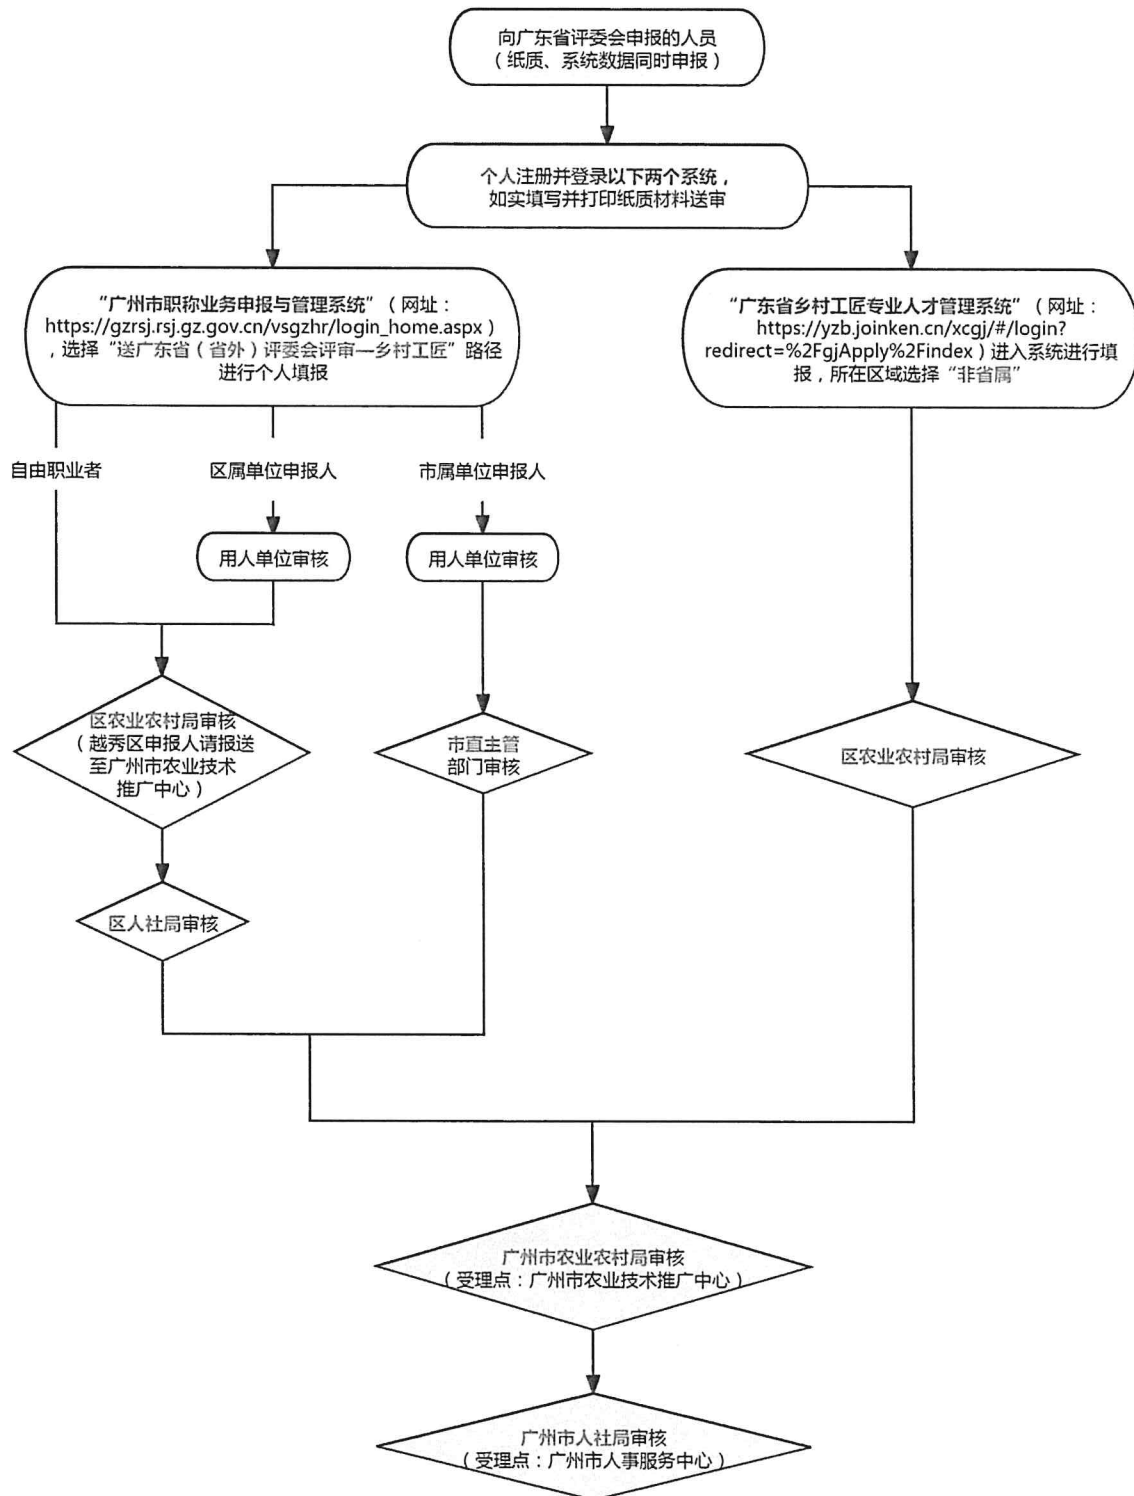 向广东省评委会申报的人员
（纸质、系统数据同时申报）
个人注册并登录以下两个系统，
如实填写并打印纸质材料送审
“广州市职称业务申报与管理系统”（网址：
https://gzrsj.rsj.gz.gov.cn/vsgzhr/login_home.aspx）
，选择“送广东省（省外）评委会评审—乡村工匠”路径
进行个人填报
“广东省乡村工匠专业人才管理系统”（网址：
https://yzb.joinken.cn/xcgj/#/login?
redirect=%2FgjApply%2Findex）进入系统进行填
报，所在区域选择“非省属”
自由职业者
区属单位申报人
市属单位申报人
用人单位审核
用人单位审核
区农业农村局审核
（越秀区申报人请报送
至广州市农业技术
推广中心）
市直主管
部门审核
区农业农村局审核
区人社局审核
广州市农业农村局审核
（受理点：广州市农业技术推广中心）
广州市人社局审核
（受理点：广州市人事服务中心）